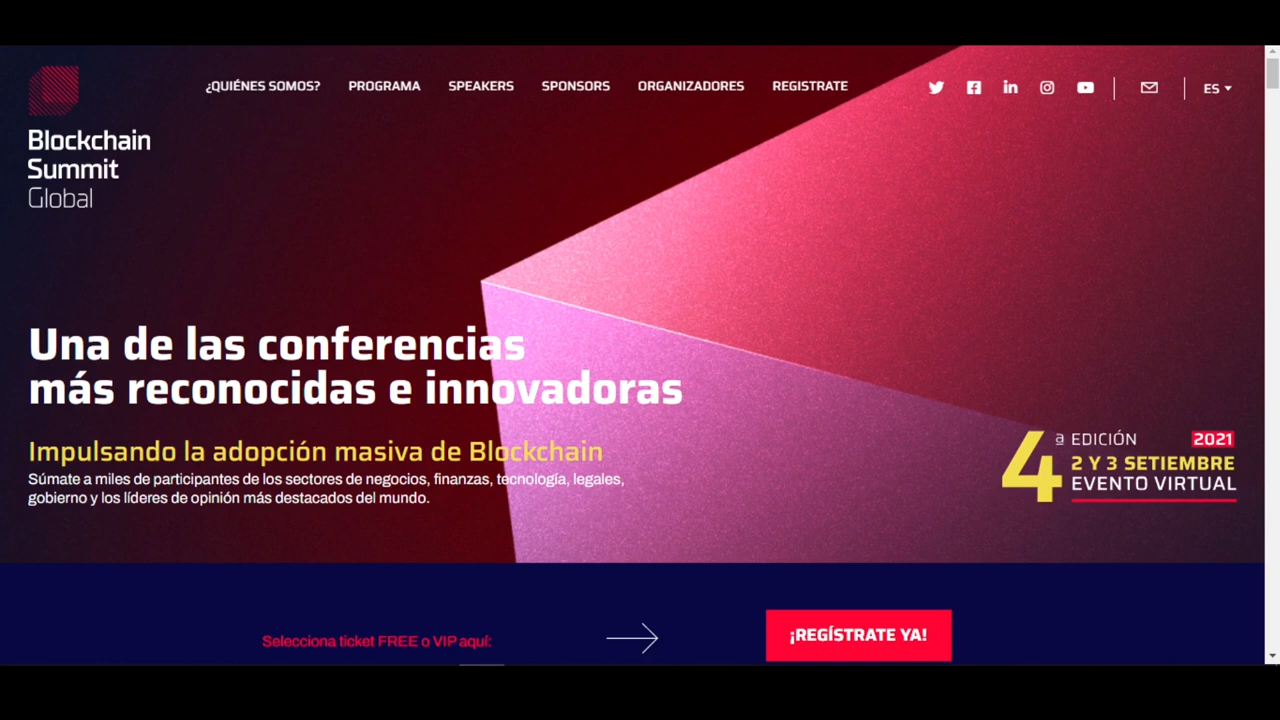 ¿QUIÉNES SOMOS? PROGRAMA SPEAKERS SPONSORS ORGANIZADORES REGISTRATE ES
Blockchain
Summit
Global
Una de las conferencias
más reconocidas e innovadoras
Impulsando la adopción masiva de Blockchain
Súmate a miles de participantes de los sectores de negocios, finanzas, tecnología, legales,
gobierno y los líderes de opinión más destacados del mundo.
4ª EDICIÓN 2021
2 Y 3 SETIEMBRE
EVENTO VIRTUAL
Selecciona ticket FREE o VIP aquí:
¡REGÍSTRATE YA!